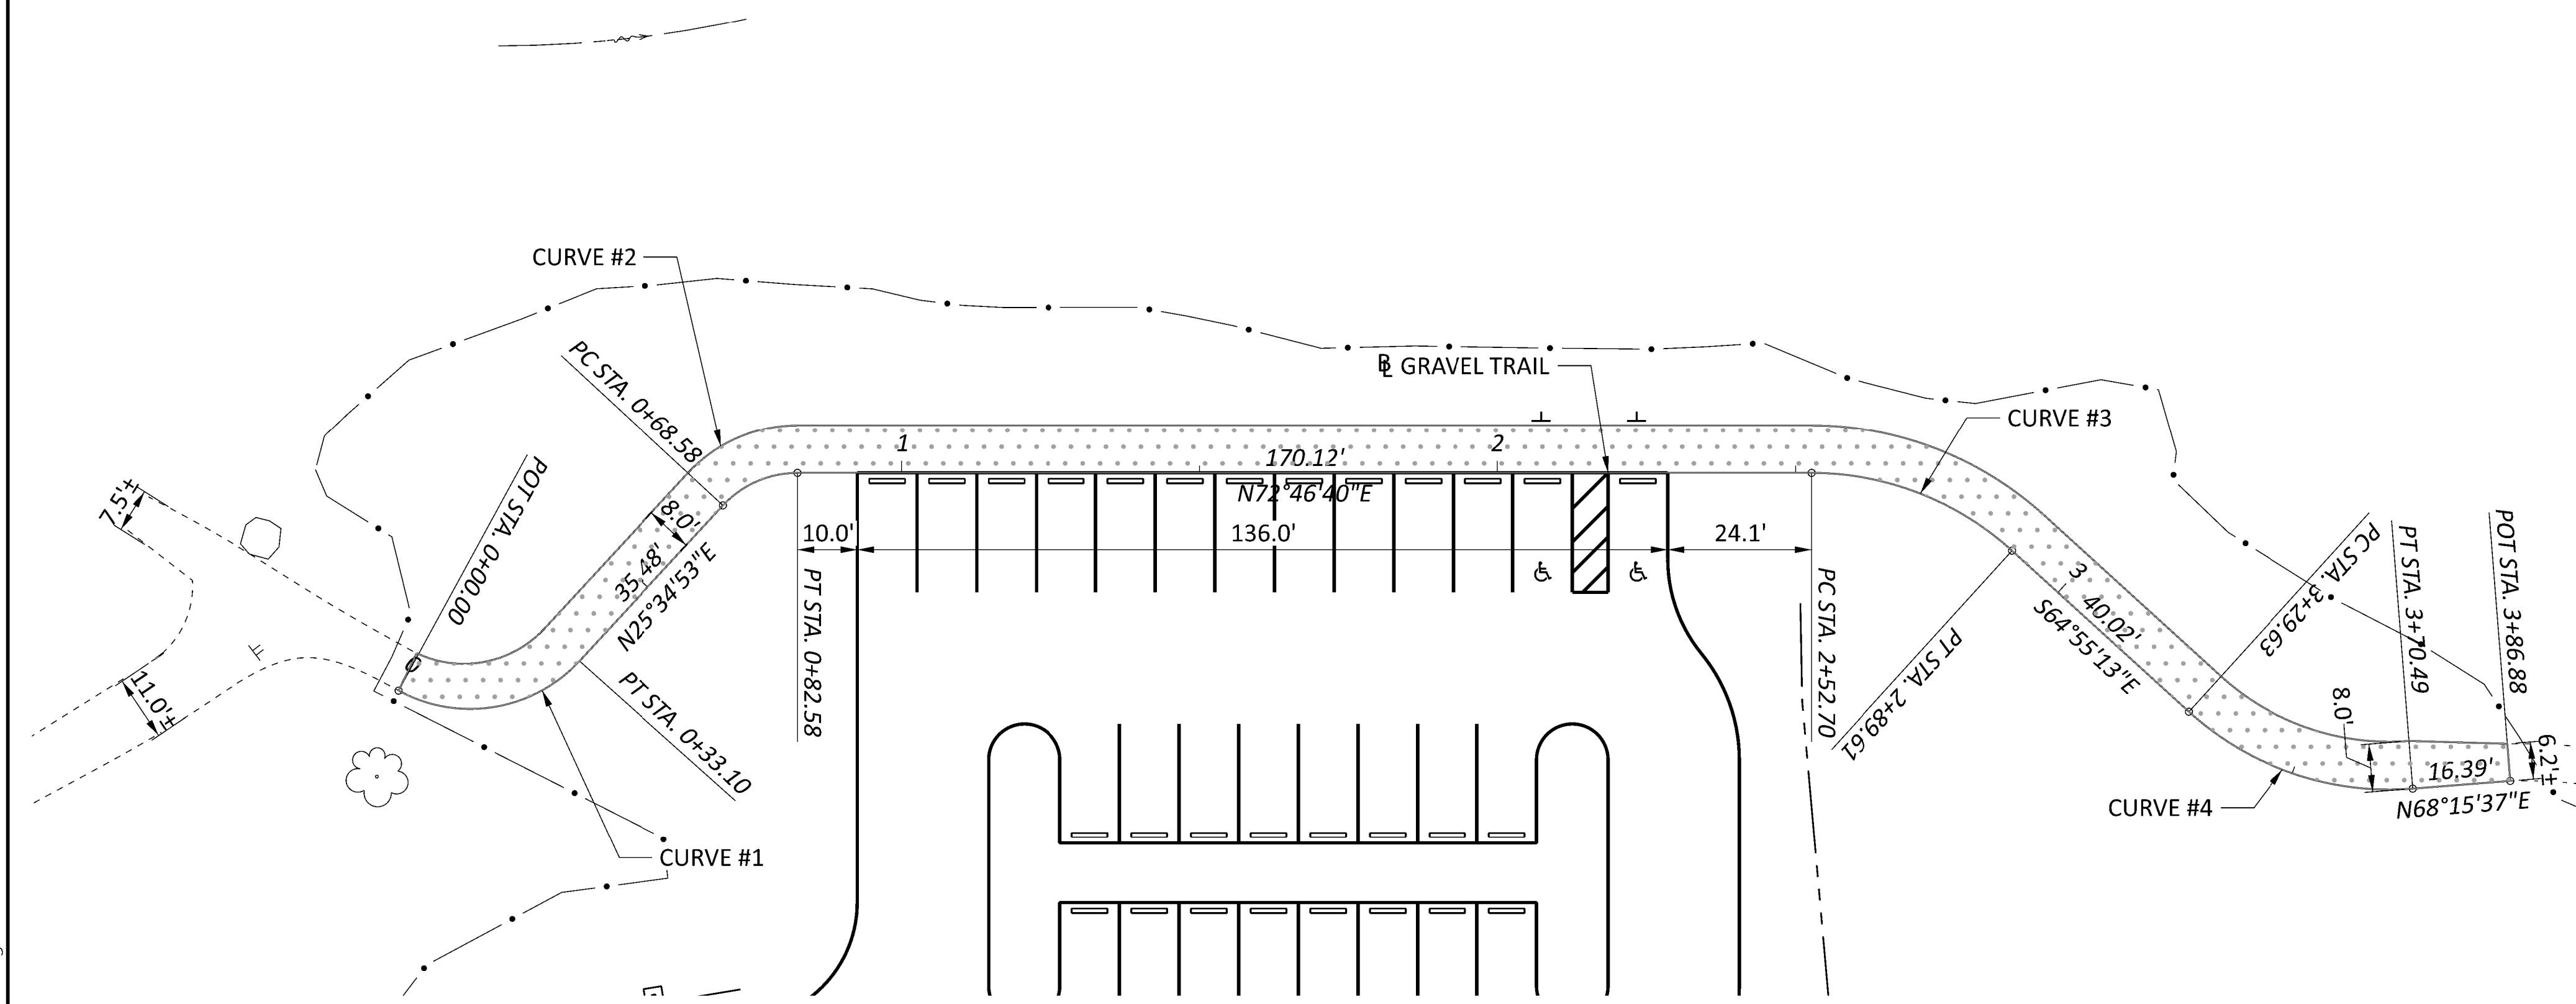 CURVE #2
PC STA. 0+68.58
℄ GRAVEL TRAIL
CURVE #3
1
2
170.12'
N72°46'40"E
POT STA. 0+00.00
7.5'±
8.0'
35.48'
N25°34'53"E
10.0'
136.0'
24.1'
PT STA. 0+82.58
PC STA. 2+52.70
PT STA. 2+89.61
3
40.02'
S64°55'13"E
PC STA. 3+29.63
PT STA. 3+70.49
POT STA. 3+86.88
0
11.0'±
PT STA. 0+33.10
8.0'
6.2'±
16.39'
N68°15'37"E
CURVE #4
CURVE #1